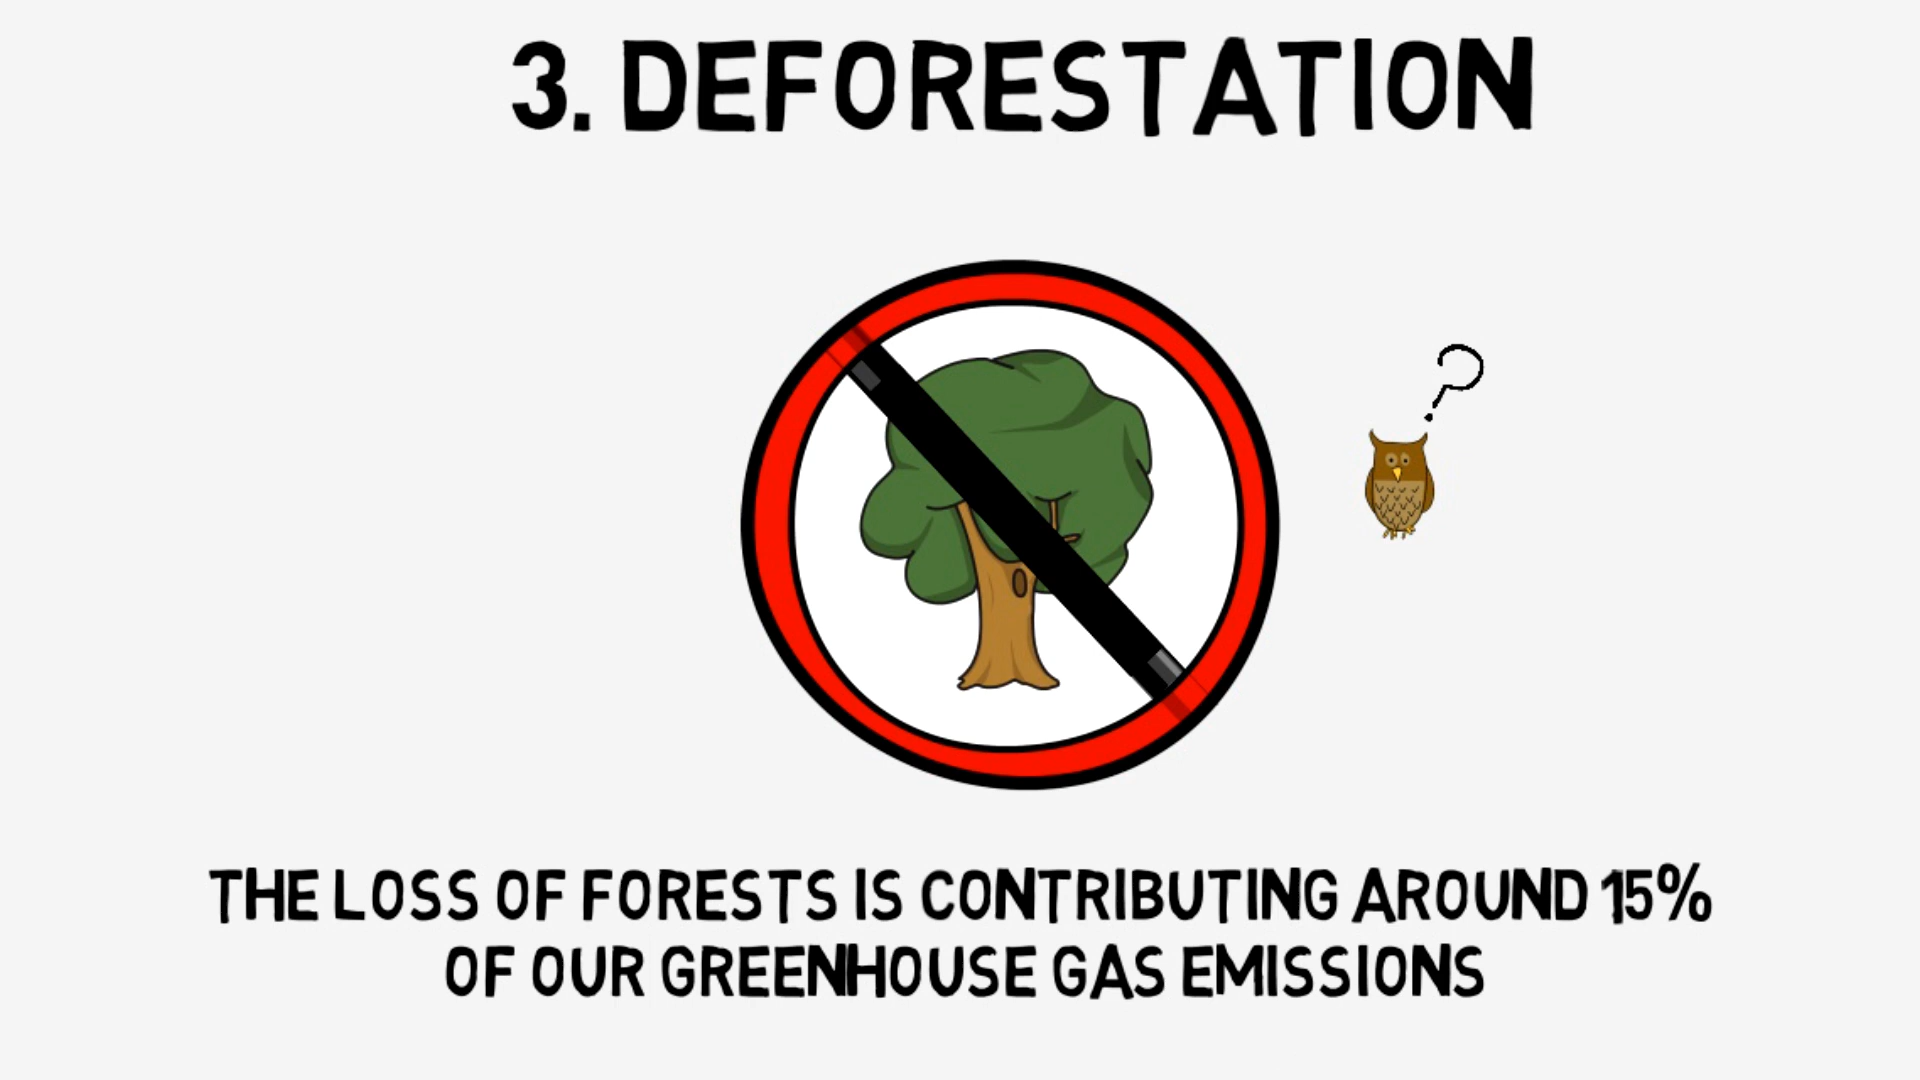 3. DEFORESTATION
?
THE LOSS OF FORESTS IS CONTRIBUTING AROUND 15%
OF OUR GREENHOUSE GAS EMISSIONS